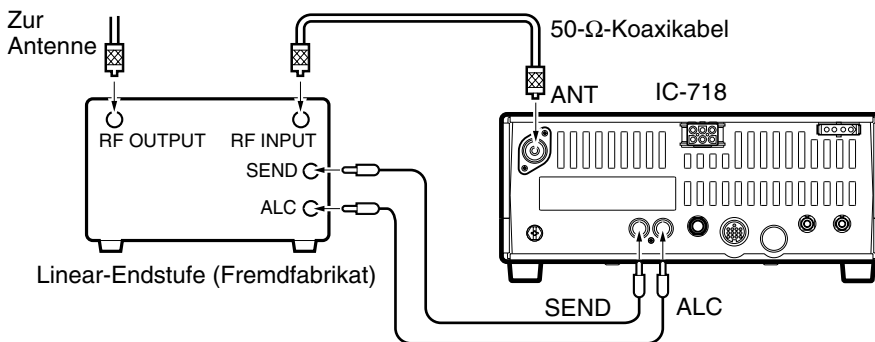 Zur
Antenne
50-Ω-Koaxikabel
ANT
IC-718
RF OUTPUT
RF INPUT
SEND
ALC
Linear-Endstufe (Fremdfabrikat)
SEND
ALC